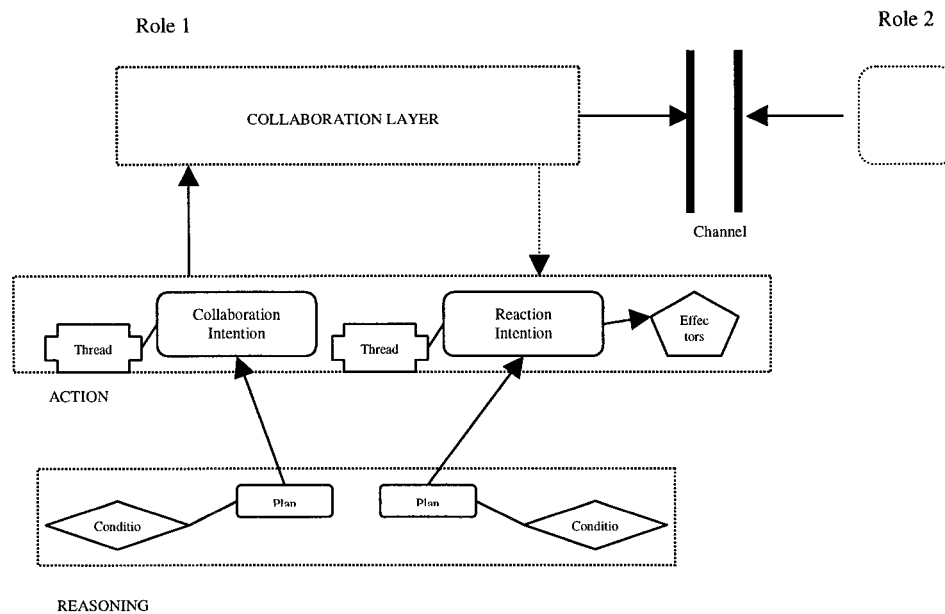 Role 1
Role 2
COLLABORATION LAYER
Channel
Collaboration
Intention
Reaction
Intention
Effec
tors
Thread
Thread
ACTION
Plan
Plan
Conditio
Conditio
REASONING